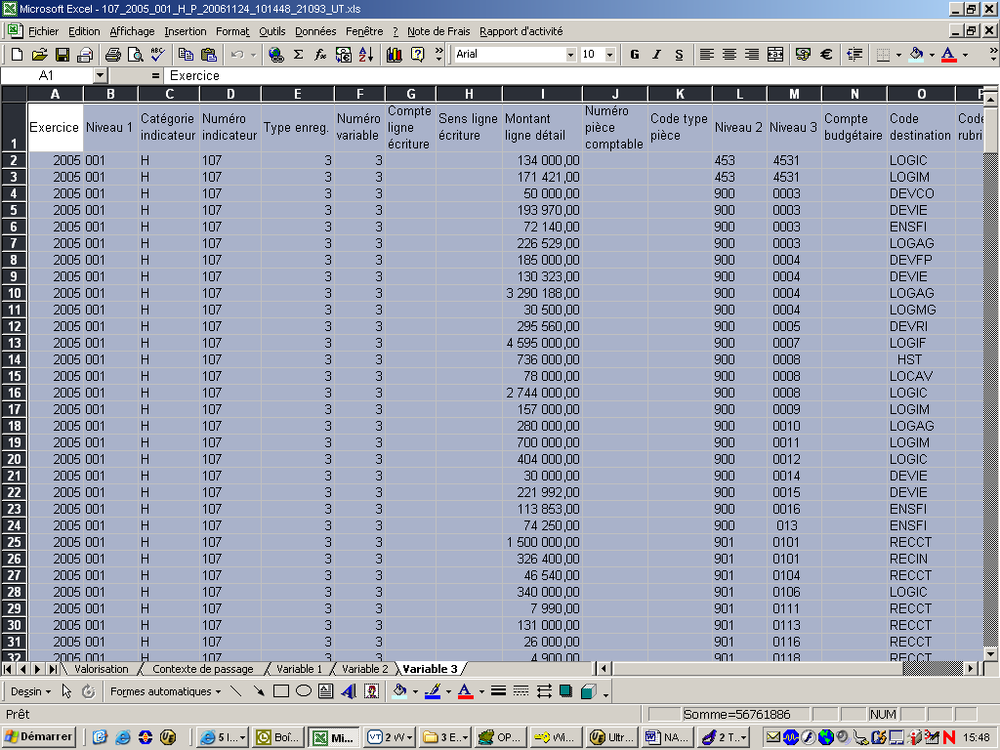 Microsoft Excel - 107_2005_001_H_P_20061124_101448_21093_UT.xls
Fichier Edition Affichage Insertion Format Outils Données Fenêtre ? Note de Frais Rapport d'activité
Arial 10 G I S
A1 = Exercice
A B C D E F G H I J K L M N O P
1 Exercice Niveau 1 Catégorie indicateur Numéro indicateur Type enreg. Numéro variable Compte ligne écriture Sens ligne écriture Montant ligne détail Numéro pièce comptable Code type pièce Niveau 2 Niveau 3 Compte budgétaire Code destination Code rubri
2 2005 001 H 107 3 3 134 000,00 453 4531 LOGIC
3 2005 001 H 107 3 3 171 421,00 453 4531 LOGIM
4 2005 001 H 107 3 3 50 000,00 900 0003 DEVCO
5 2005 001 H 107 3 3 193 970,00 900 0003 DEVIE
6 2005 001 H 107 3 3 72 140,00 900 0003 ENSFI
7 2005 001 H 107 3 3 226 529,00 900 0003 LOGAG
8 2005 001 H 107 3 3 185 000,00 900 0004 DEVFP
9 2005 001 H 107 3 3 130 323,00 900 0004 DEVIE
10 2005 001 H 107 3 3 3 290 188,00 900 0004 LOGAG
11 2005 001 H 107 3 3 30 500,00 900 0004 LOGMG
12 2005 001 H 107 3 3 295 560,00 900 0005 DEVRI
13 2005 001 H 107 3 3 4 595 000,00 900 0007 LOGIF
14 2005 001 H 107 3 3 736 000,00 900 0008 HST
15 2005 001 H 107 3 3 78 000,00 900 0008 LOCAV
16 2005 001 H 107 3 3 2 744 000,00 900 0008 LOGIC
17 2005 001 H 107 3 3 157 000,00 900 0009 LOGIM
18 2005 001 H 107 3 3 280 000,00 900 0010 LOGAG
19 2005 001 H 107 3 3 700 000,00 900 0011 LOGIM
20 2005 001 H 107 3 3 404 000,00 900 0012 LOGIC
21 2005 001 H 107 3 3 30 000,00 900 0014 DEVIE
22 2005 001 H 107 3 3 221 992,00 900 0015 DEVIE
23 2005 001 H 107 3 3 113 853,00 900 0016 ENSFI
24 2005 001 H 107 3 3 74 250,00 900 013 ENSFI
25 2005 001 H 107 3 3 1 500 000,00 901 0101 RECCT
26 2005 001 H 107 3 3 326 400,00 901 0101 RECIN
27 2005 001 H 107 3 3 46 540,00 901 0104 RECCT
28 2005 001 H 107 3 3 340 000,00 901 0106 LOGIC
29 2005 001 H 107 3 3 7 990,00 901 0111 RECCT
30 2005 001 H 107 3 3 131 000,00 901 0113 RECCT
31 2005 001 H 107 3 3 26 000,00 901 0116 RECCT
32 2005 001 H 107 3 3 4 900,00 901 0118 RECCT
Valorisation Contexte de passage Variable 1 Variable 2 Variable 3
Dessin Formes automatiques
Prêt Somme=56761886 NUM
Démarrer 5 I... Boî... Mi... 2 W 3 E... OP... Wi... Ultr... NA... 2 T... 15:48